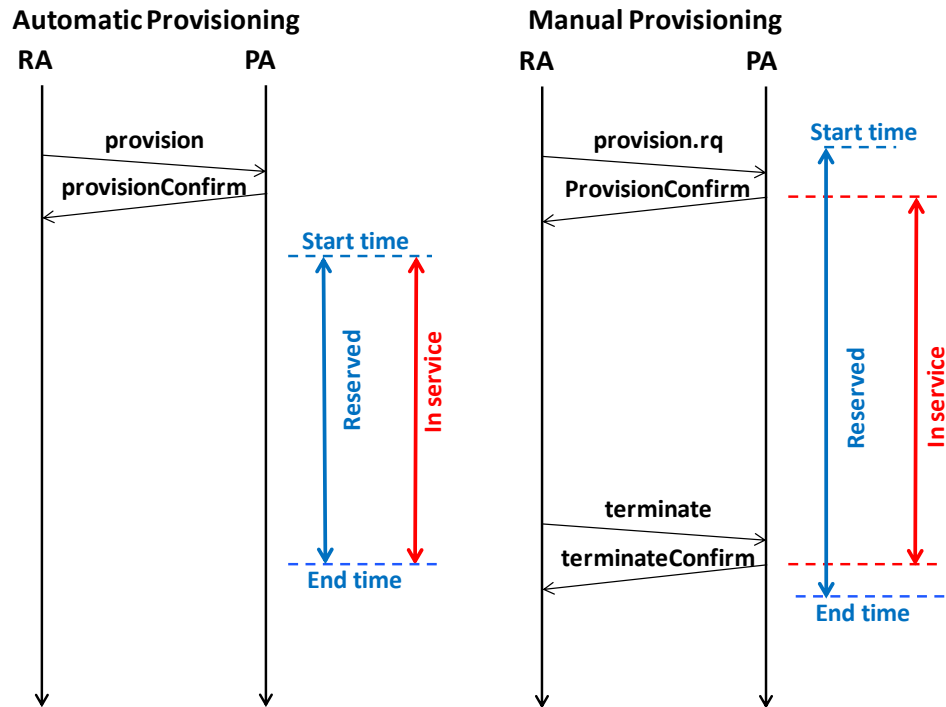 Automatic Provisioning
RA
PA
provision
provisionConfirm
Start time
Reserved
In service
End time
Manual Provisioning
RA
PA
provision.rq
ProvisionConfirm
Start time
Reserved
In service
terminate
terminateConfirm
End time